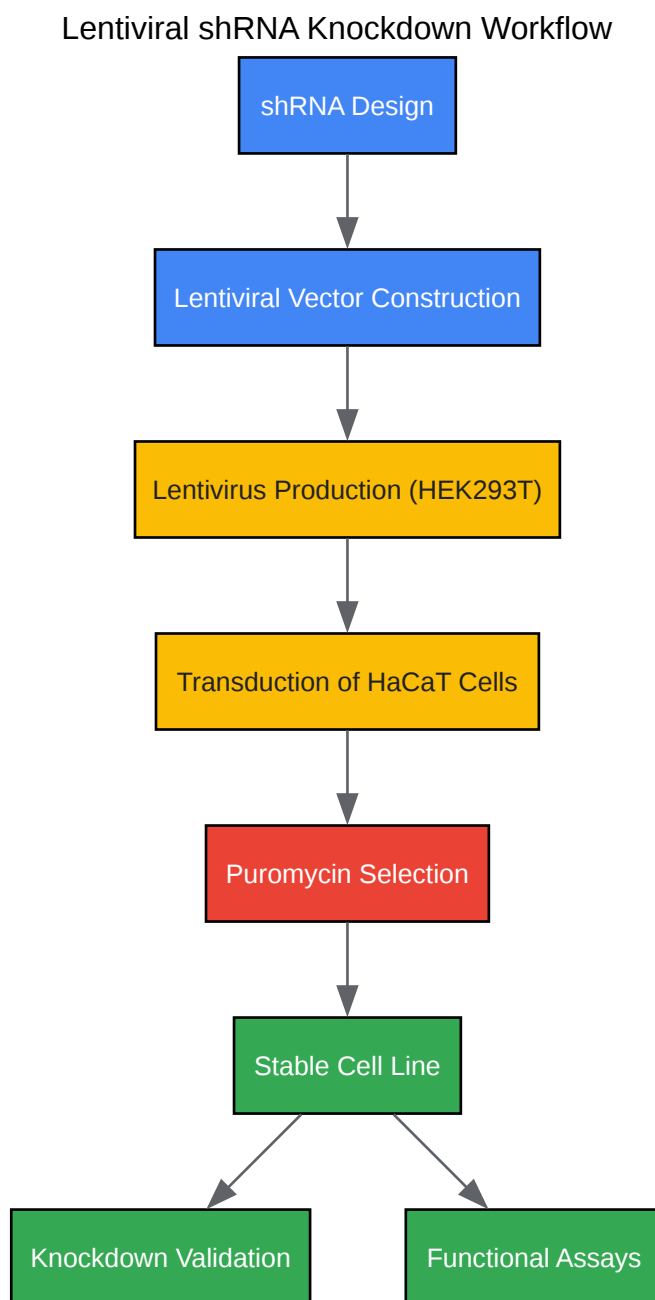 Lentiviral shRNA Knockdown Workflow
shRNA Design
Lentiviral Vector Construction
Lentivirus Production (HEK293T)
Transduction of HaCaT Cells
Puromycin Selection
Stable Cell Line
Knockdown Validation
Functional Assays